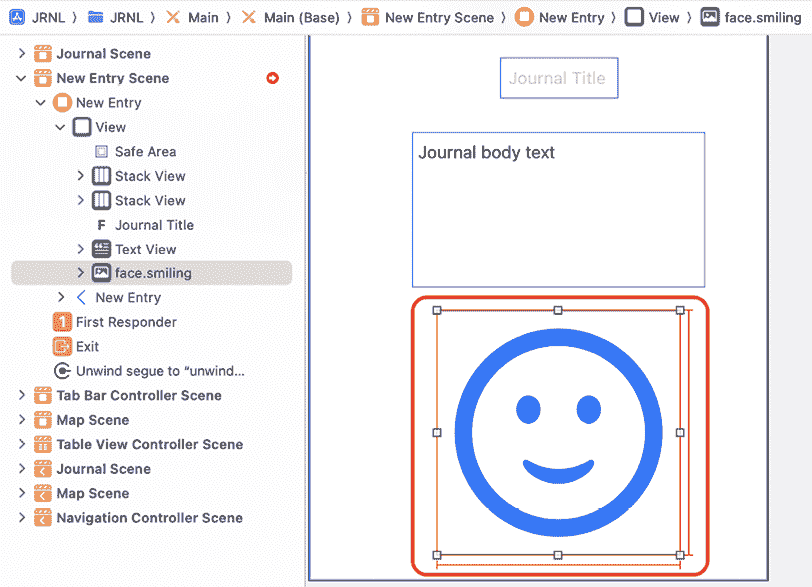 JRNL 〉 JRNL 〉 Main 〉 Main (Base) 〉 New Entry Scene 〉 New Entry 〉 View 〉 face.smiling
Journal Scene
New Entry Scene
New Entry
View
Safe Area
Stack View
Stack View
F Journal Title
Text View
face.smiling
New Entry
1 First Responder
Exit
Unwind segue to “unwind...
Tab Bar Controller Scene
Map Scene
Table View Controller Scene
Journal Scene
Map Scene
Navigation Controller Scene
Journal Title
Journal body text